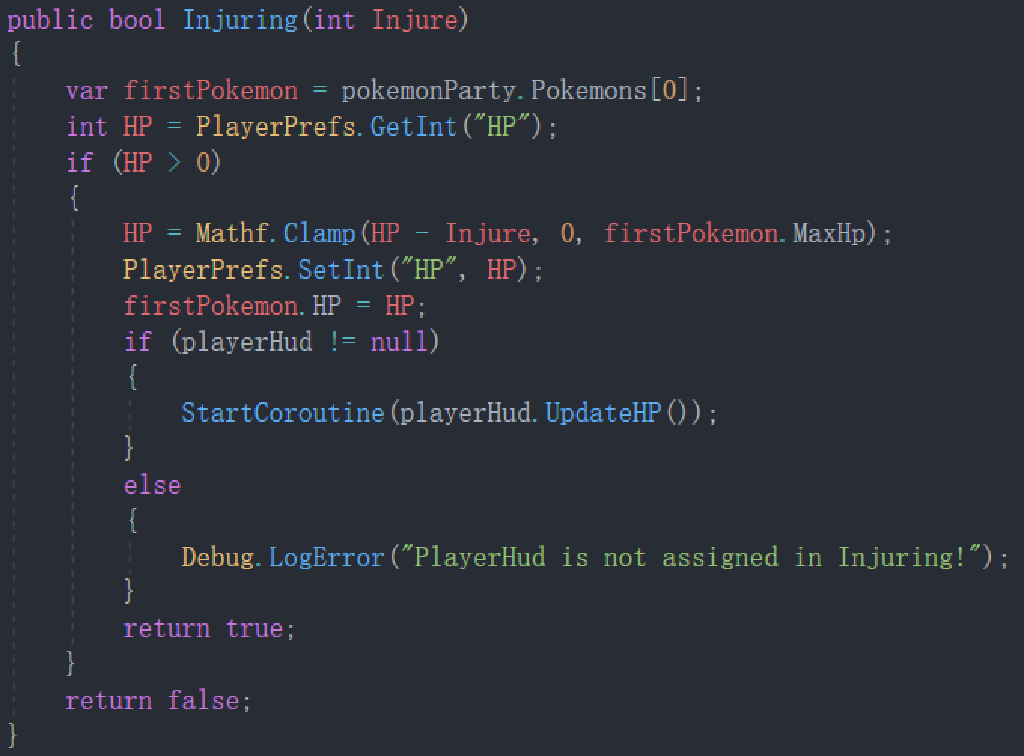 public bool Injuring(int Injure)
{
    var firstPokemon = pokemonParty.Pokemons[0];
    int HP = PlayerPrefs.GetInt("HP");
    if (HP > 0)
    {
        HP = Mathf.Clamp(HP - Injure, 0, firstPokemon.MaxHp);
        PlayerPrefs.SetInt("HP", HP);
        firstPokemon.HP = HP;
        if (playerHud != null)
        {
            StartCoroutine(playerHud.UpdateHP());
        }
        else
        {
            Debug.LogError("PlayerHud is not assigned in Injuring!");
        }
        return true;
    }
    return false;
}